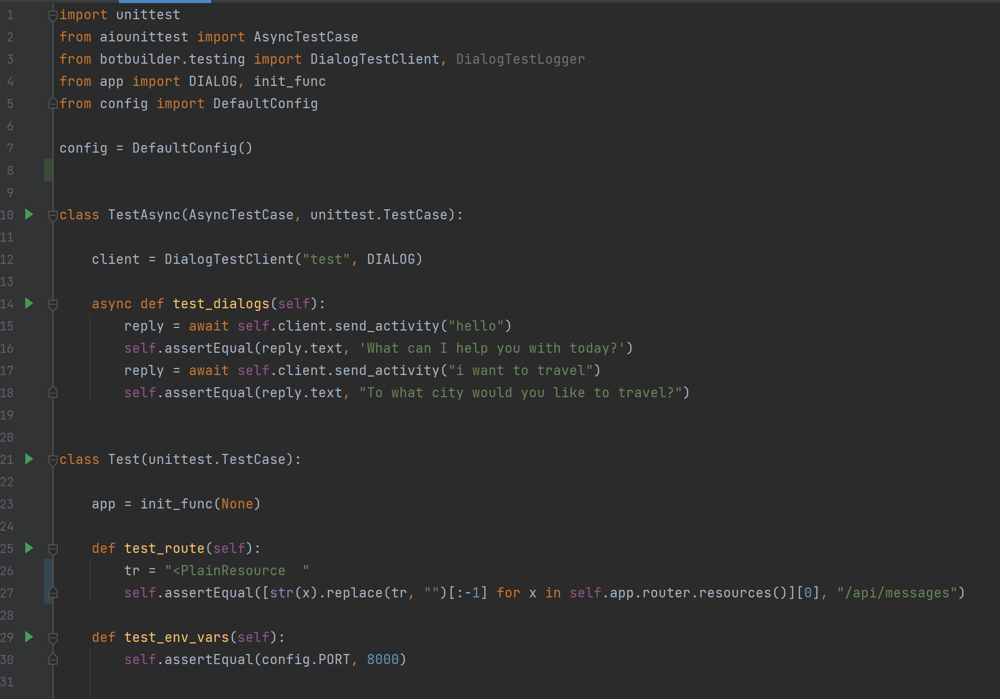 1 import unittest
2 from aiounittest import AsyncTestCase
3 from botbuilder.testing import DialogTestClient, DialogTestLogger
4 from app import DIALOG, init_func
5 from config import DefaultConfig
6
7 config = DefaultConfig()
8
9
10 class TestAsync(AsyncTestCase, unittest.TestCase):
11
12     client = DialogTestClient("test", DIALOG)
13
14     async def test_dialogs(self):
15         reply = await self.client.send_activity("hello")
16         self.assertEqual(reply.text, 'What can I help you with today?')
17         reply = await self.client.send_activity("i want to travel")
18         self.assertEqual(reply.text, "To what city would you like to travel?")
19
20
21 class Test(unittest.TestCase):
22
23     app = init_func(None)
24
25     def test_route(self):
26         tr = "<PlainResource  "
27         self.assertEqual([str(x).replace(tr, "")[:-1] for x in self.app.router.resources()][0], "/api/messages")
28
29     def test_env_vars(self):
30         self.assertEqual(config.PORT, 8000)
31